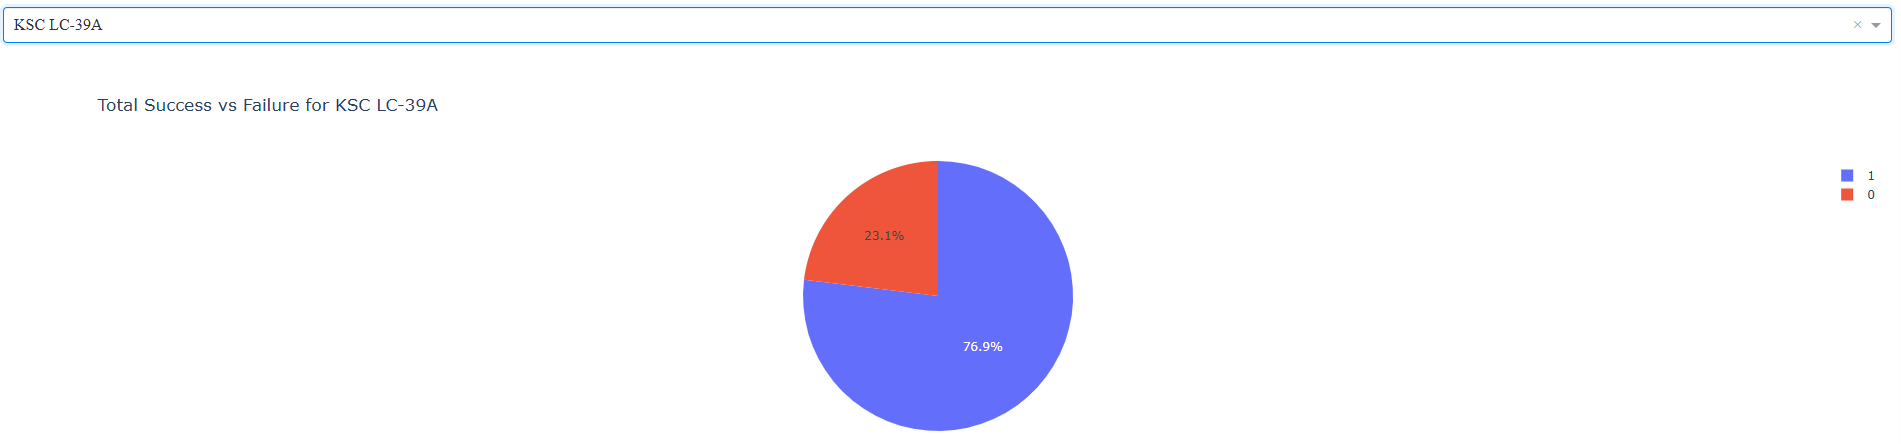 KSC LC-39A
Total Success vs Failure for KSC LC-39A
1
0
23.1%
76.9%